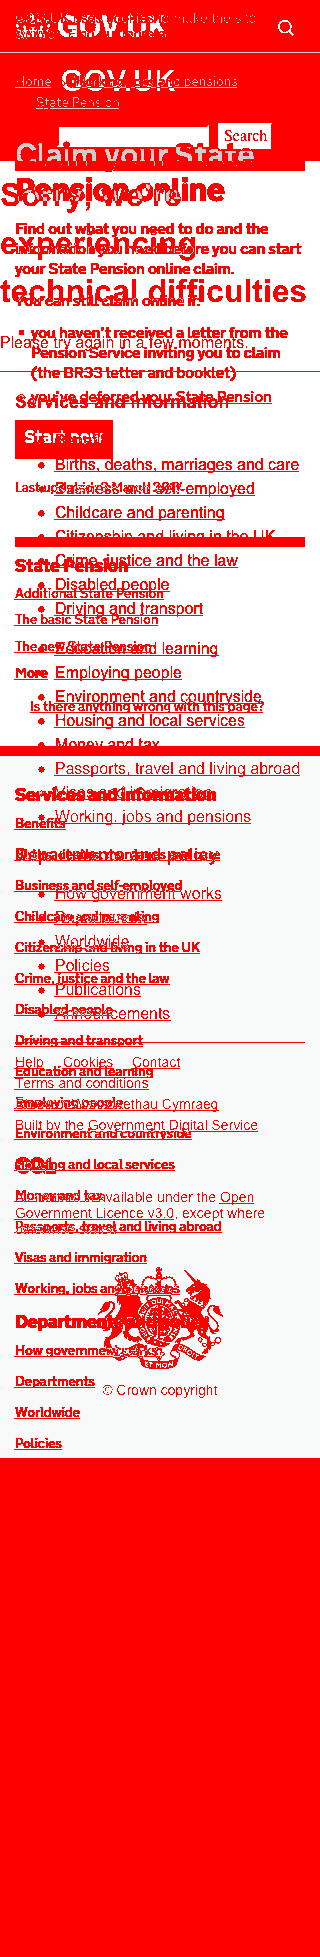 GOV.UK
GOV.UK
Home
jobs and pensions
State Pension
Search
Claim your State
Pension online
Sorry, we're
experiencing
technical difficulties
Find out what you need to do and the
information you need before you can start
your State Pension online claim.
You can still claim online if:
Please try again in a few moments.
you haven't received a letter from the
Pension Service inviting you to claim
(the BR33 letter and booklet)
you've deferred your State Pension
Services and information
Start now
Benefits
Births, deaths, marriages and care
Business and self-employed
Last updated:
Childcare and parenting
Citizenship and living in the UK
Crime, justice and the law
State Pension
Disabled people
Additional State Pension
Driving and transport
The basic State Pension
The new State Pension
Education and learning
More
Employing people
Environment and countryside
Is there anything wrong with this page?
Housing and local services
Money and tax
Passports, travel and living abroad
Visas and immigration
Services and information
Working, jobs and pensions
Benefits
Births, deaths, marriages and care
Departments and policy
Business and self-employed
How government works
Childcare and parenting
Departments
Worldwide
Citizenship and living in the UK
Policies
Crime, justice and the law
Publications
Disabled people
Announcements
Driving and transport
Help
Cookies
Contact
Education and learning
Terms and conditions
Employing people
Rhestr o Wasanaethau Cymraeg
Built by the Government Digital Service
Environment and countryside
Housing and local services
Money and tax
All content is available under the Open
Government Licence v3.0, except where
otherwise stated
Passports, travel and living abroad
Visas and immigration
Working, jobs and pensions
Departments and policy
How government works
Departments
© Crown copyright
Worldwide
Policies